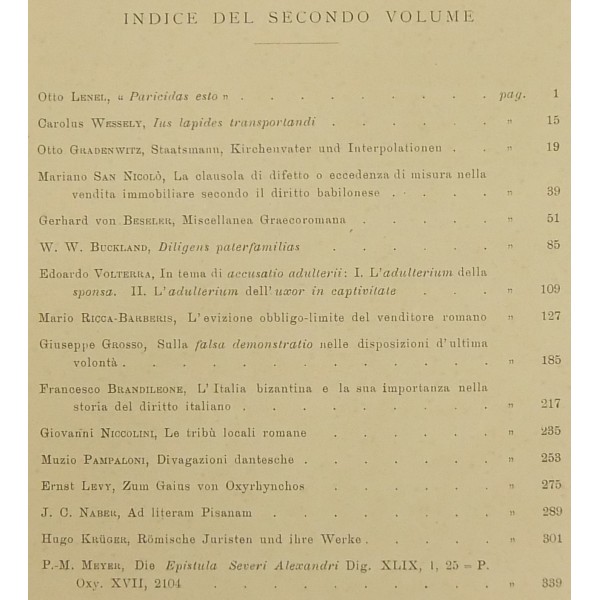 INDICE DEL SECONDO VOLUME
Otto Lenel, « Paricidas esto » . . . . . . . . . pag. 1
Carolus Wessely, Ius lapides transportandi . . . . . . » 15
Otto Gradenwitz, Staatsmann, Kirchenvater und Interpolationen . . » 19
Mariano San Nicolò, La clausola di difetto o eccedenza di misura nella
vendita immobiliare secondo il diritto babilonese . . . . . » 39
Gerhard von Beseler, Miscellanea Graecoromana . . . . . » 51
W. W. Buckland, Diligens paterfamilias . . . . . . » 85
Edoardo Volterra, In tema di accusatio adulterii: I. L'adulterium della
sponsa. II. L'adulterium dell'uxor in captivitate . . . » 109
Mario Ricca-Barberis, L'evizione obbligo-limite del venditore romano » 127
Giuseppe Grosso, Sulla falsa demonstratio nelle disposizioni d'ultima
volontà . . . . . . . . . . . . » 185
Francesco Brandileone, L'Italia bizantina e la sua importanza nella
storia del diritto italiano . . . . . . . . » 217
Giovanni Niccolini, Le tribù locali romane . . . . . . » 235
Muzio Pampaloni, Divagazioni dantesche . . . . . . . » 253
Ernst Levy, Zum Gaius von Oxyrhynchos . . . . . . » 275
J. C. Naber, Ad literam Pisanam . . . . . . . » 289
Hugo Krüger, Römische Juristen und ihre Werke . . . . . » 301
P.-M. Meyer, Die Epistula Severi Alexandri Dig. XLIX, 1, 25 = P.
Oxy. XVII, 2104 . . . . . . . . . » 339